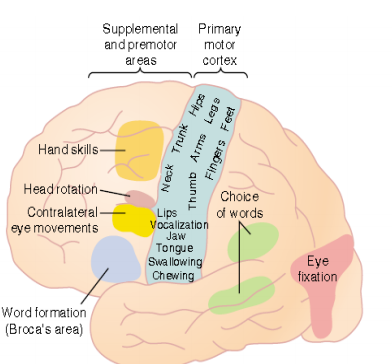 Supplemental
and premotor
areas
Primary
motor
cortex
Hand skills
Head rotation
Contralateral
eye movements
Word formation
(Broca's area)
Hips
Legs
Feet
Trunk
Arms
Fingers
Neck
Thumb
Lips
Vocalization
Jaw
Tongue
Swallowing
Chewing
Choice
of words
Eye
fixation